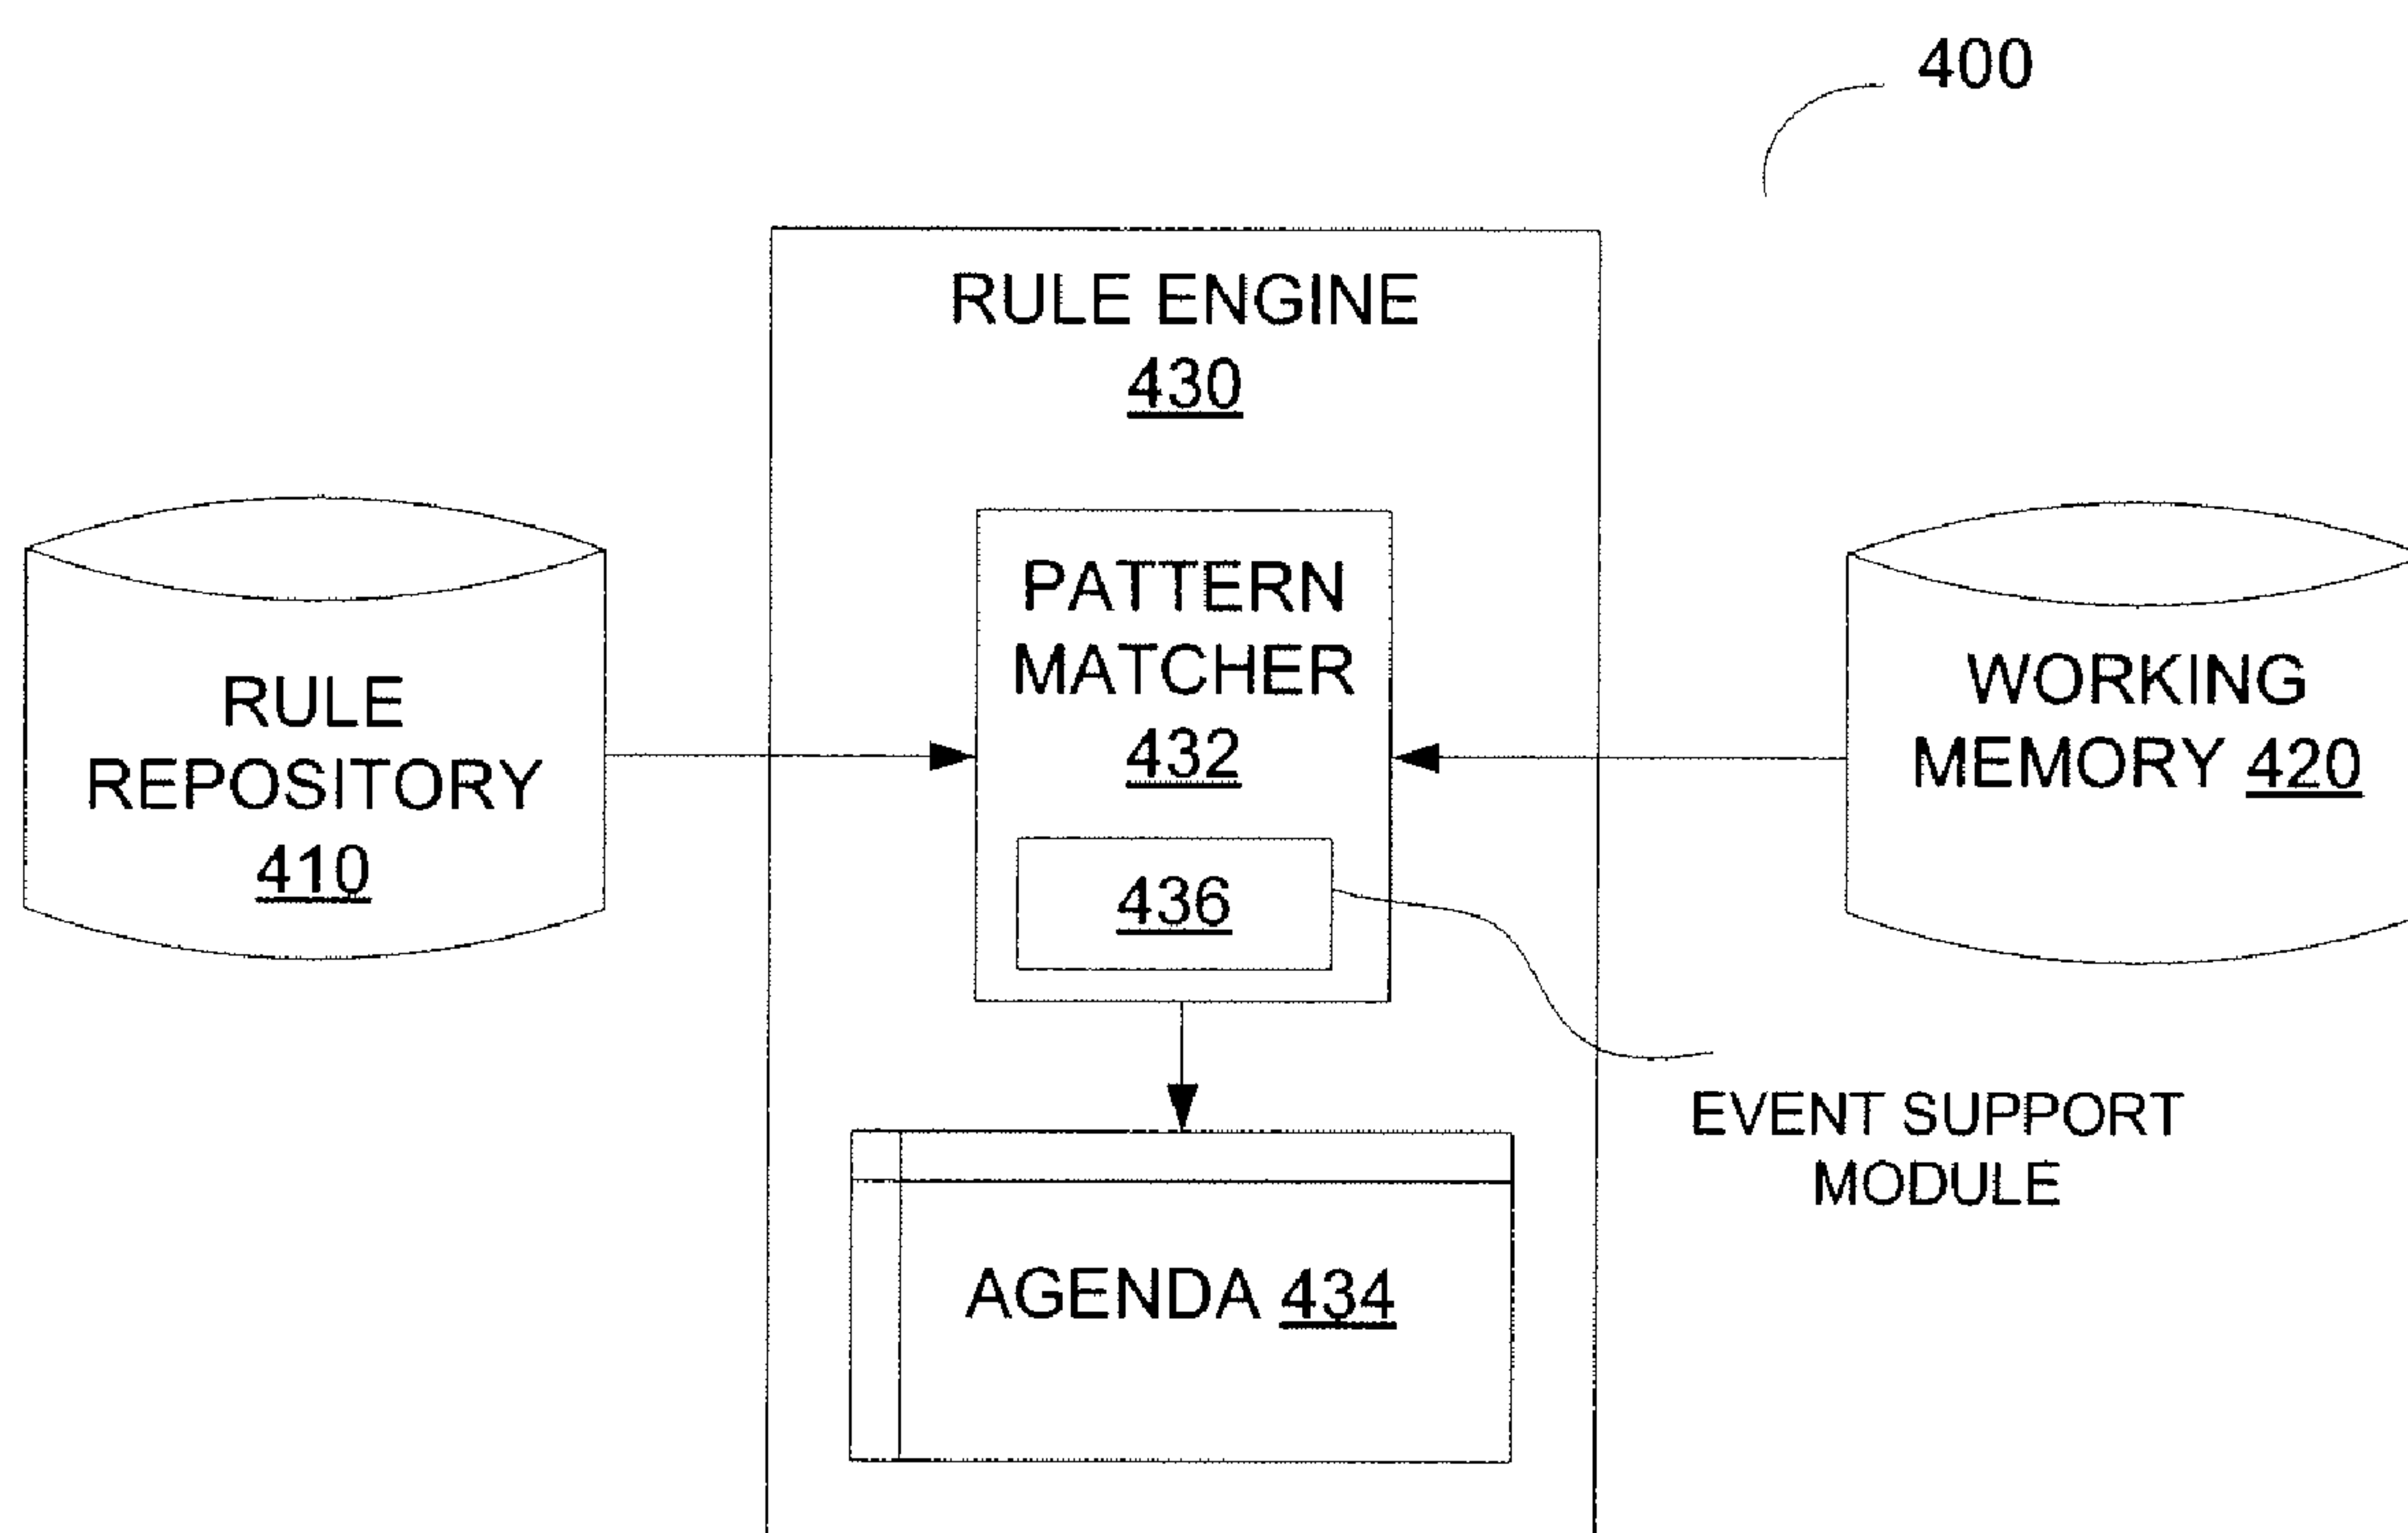 400
RULE ENGINE
430
PATTERN
MATCHER
432
436
RULE
REPOSITORY
410
WORKING
MEMORY 420
EVENT SUPPORT
MODULE
AGENDA 434